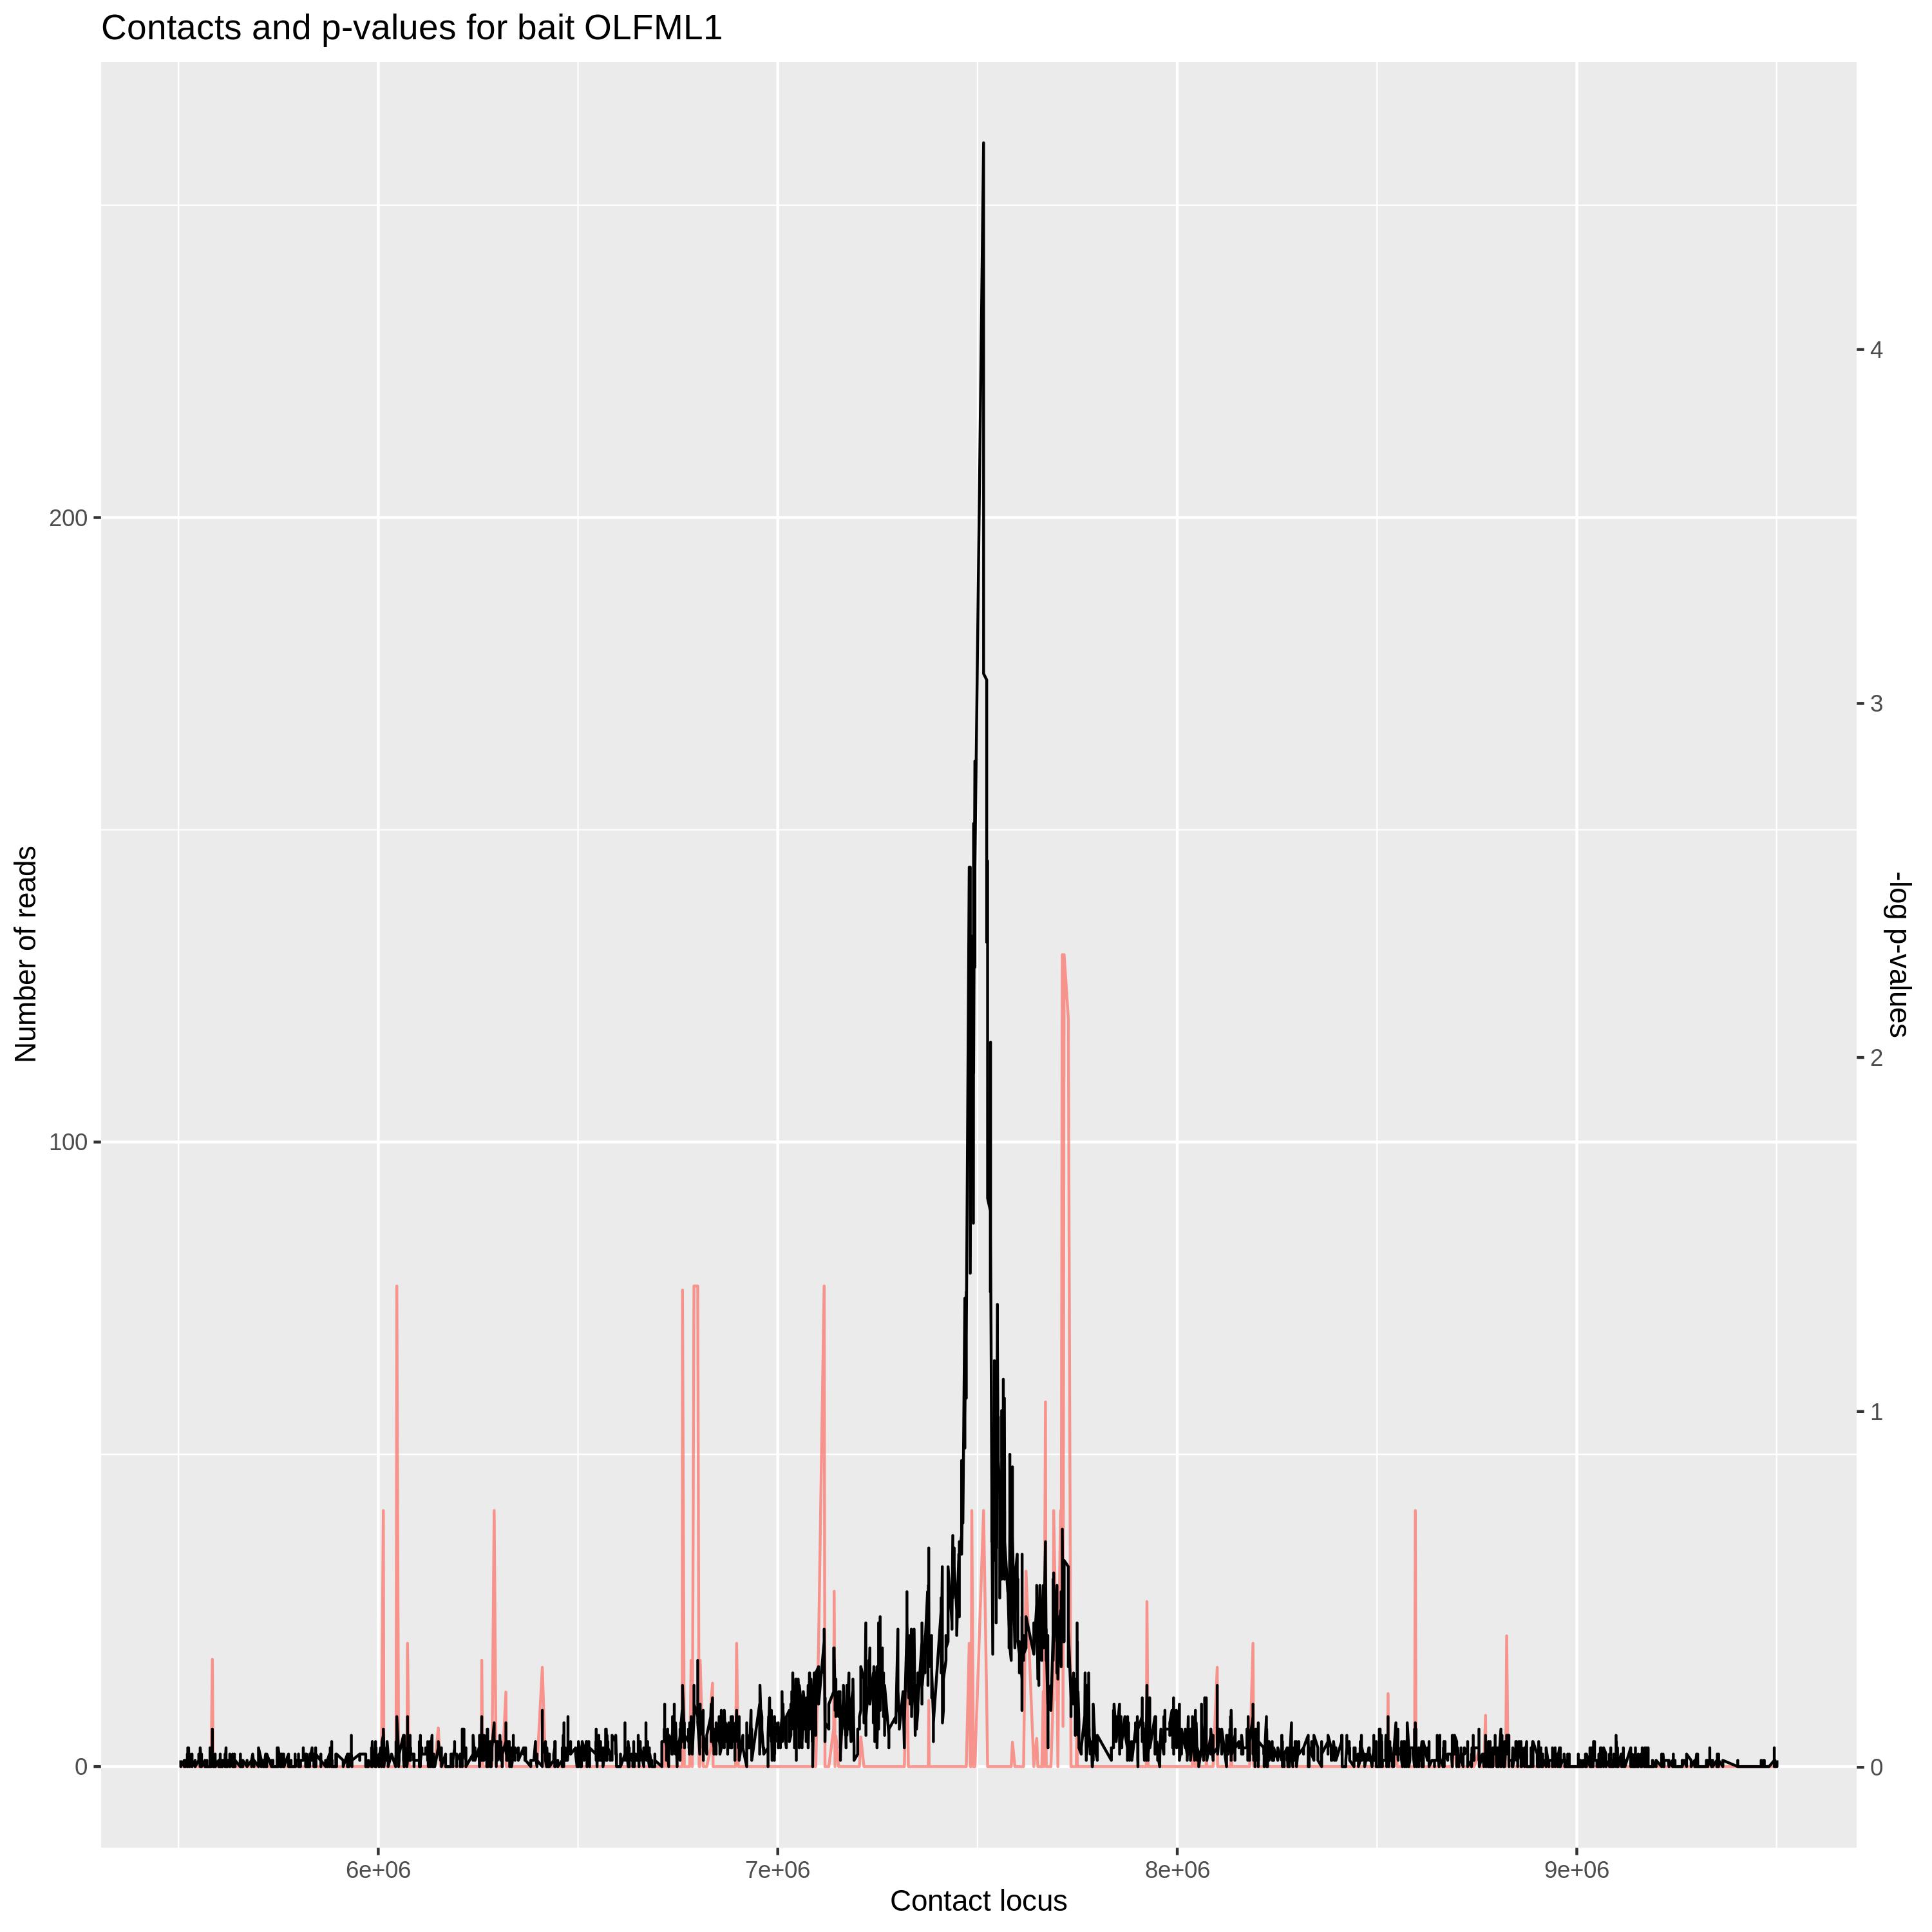 Contacts and p-values for bait OLFML1
Number of reads
200
100
0
4
3
2
1
0
-log p-values
6e+06
7e+06
8e+06
9e+06
Contact locus